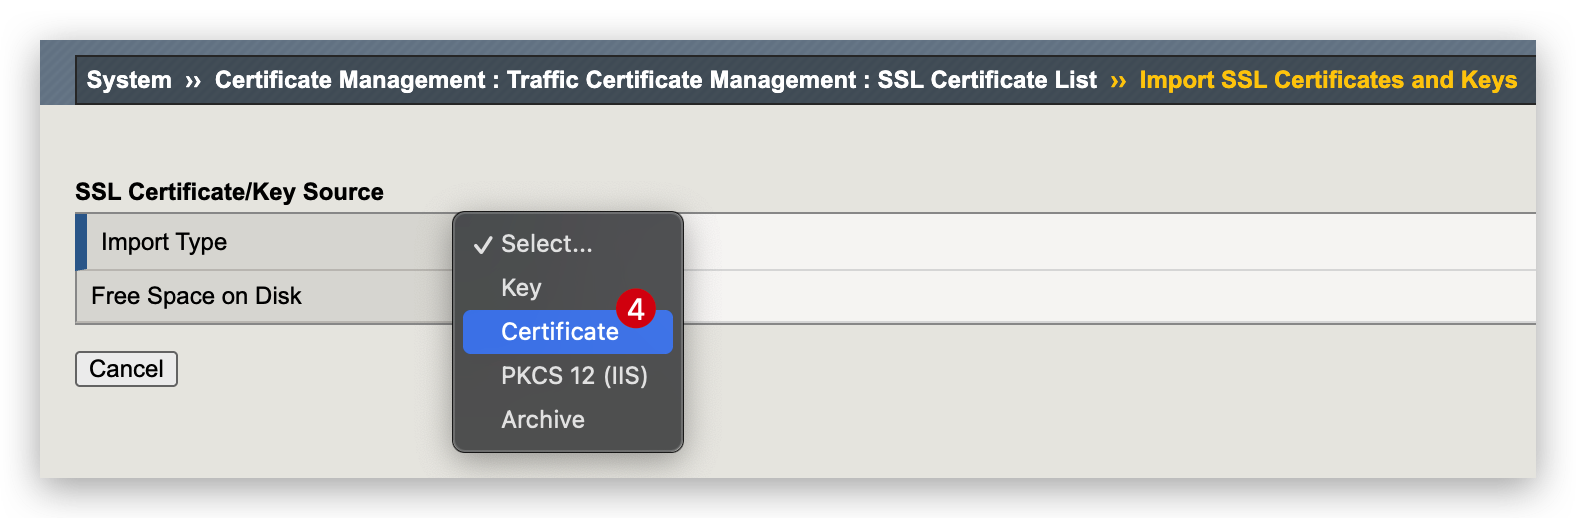 System ›› Certificate Management : Traffic Certificate Management : SSL Certificate List ›› Import SSL Certificates and Keys
SSL Certificate/Key Source
Import Type
✓ Select...
Key
Free Space on Disk
4
Certificate
Cancel
PKCS 12 (IIS)
Archive